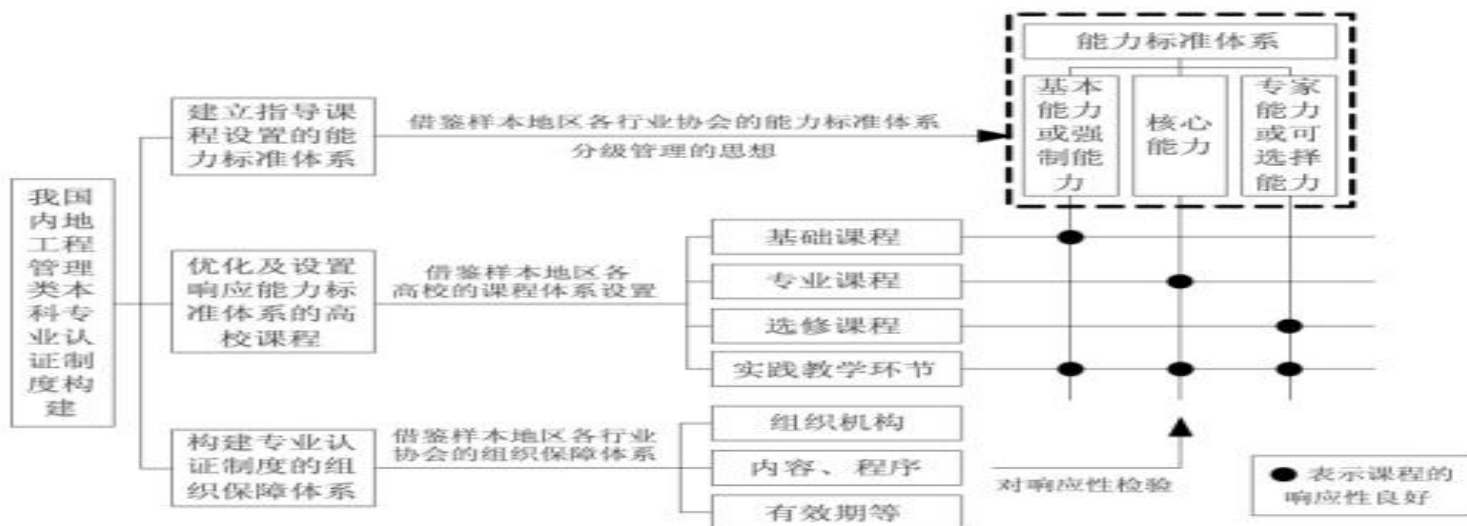 我国
内地
工程
管理
类本
科专
业认
证制
度构
建
建立指导课
程设置的能
力标准体系
借鉴样本地区各行业协会的能力标准体系
分级管理的思想
能力标准体系
基本
能力
或强
制能
力
核心
能力
专家
能力
或可
选择
能力
优化及设置
响应能力标
准体系的高
校课程
借鉴样本地区各
高校的课程体系设置
基础课程
专业课程
选修课程
实践教学环节
构建专业认
证制度的组
织保障体系
借鉴样本地区各行业
协会的组织保障体系
组织机构
内容、程序
有效期等
对响应性检验
表示课程的
响应性良好